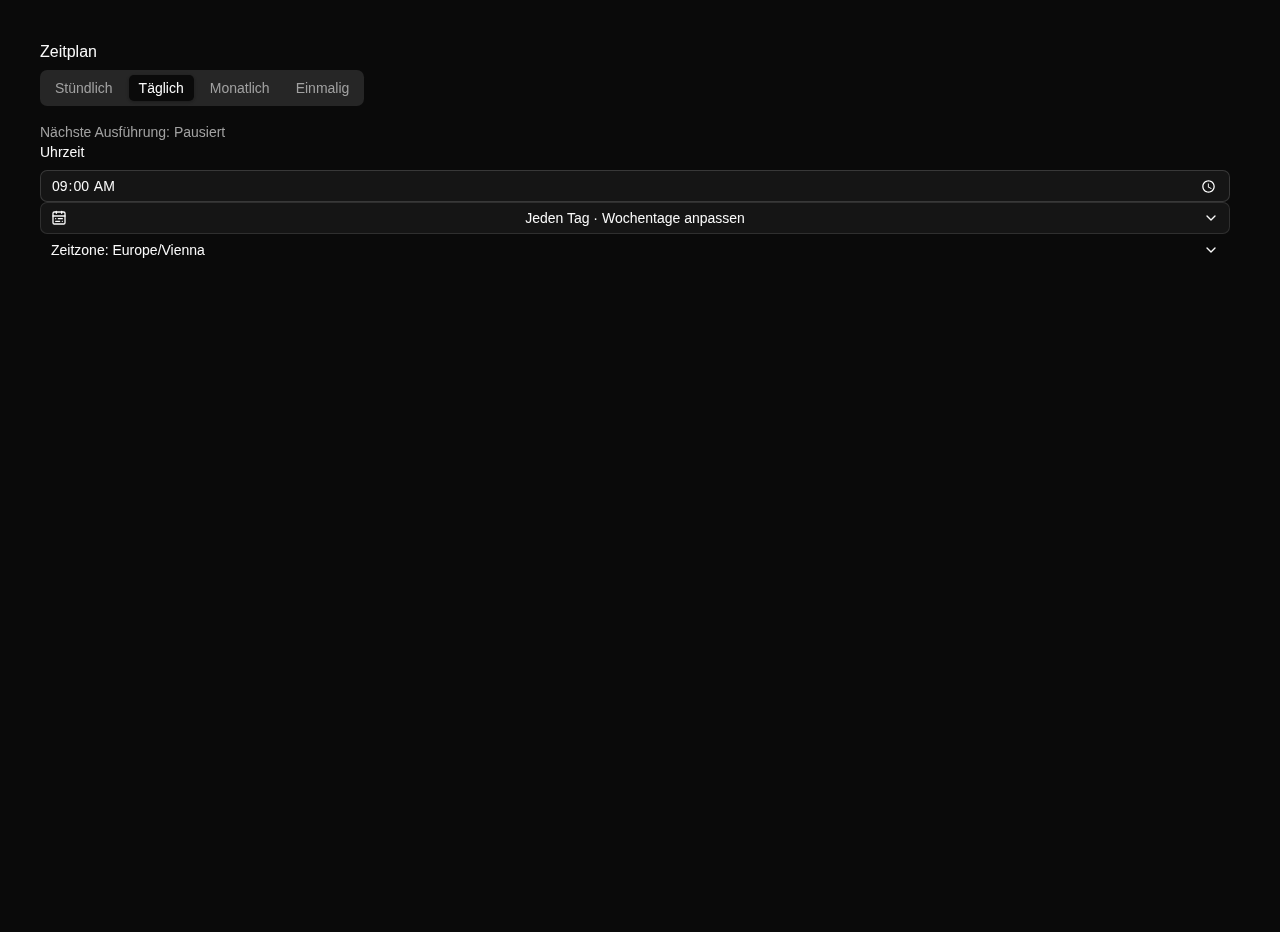 Zeitplan
Stündlich Täglich Monatlich Einmalig
Nächste Ausführung: Pausiert
Uhrzeit
09:00 AM
Jeden Tag · Wochentage anpassen
Zeitzone: Europe/Vienna